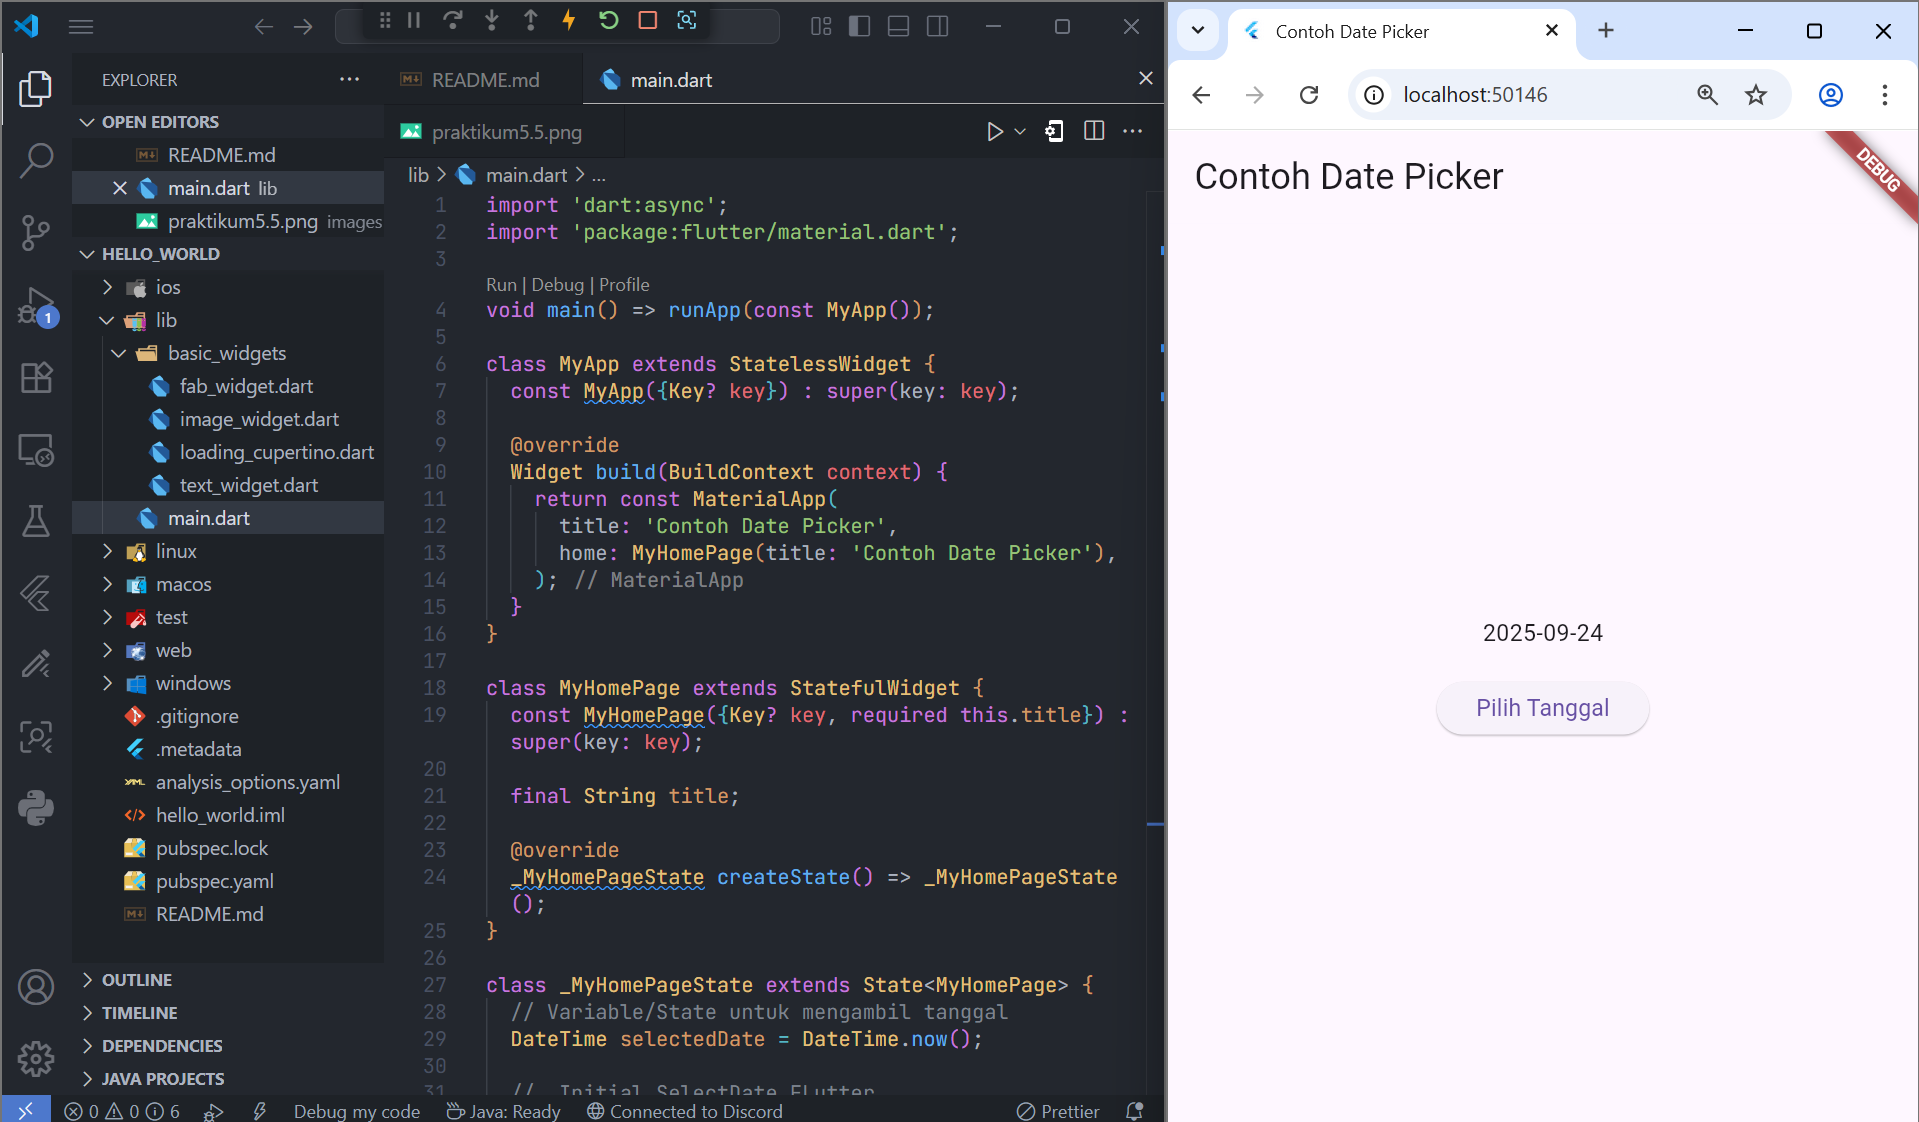 EXPLORER
OPEN EDITORS
README.md
main.dart lib
praktikum5.5.png images
HELLO_WORLD
ios
lib
basic_widgets
fab_widget.dart
image_widget.dart
loading_cupertino.dart
text_widget.dart
main.dart
linux
macos
test
web
windows
.gitignore
.metadata
analysis_options.yaml
hello_world.iml
pubspec.lock
pubspec.yaml
README.md
OUTLINE
TIMELINE
DEPENDENCIES
JAVA PROJECTS
1
README.md
main.dart
praktikum5.5.png
lib > main.dart > ...
1 import 'dart:async';
2 import 'package:flutter/material.dart';
3
Run | Debug | Profile
4 void main() => runApp(const MyApp());
5
6 class MyApp extends StatelessWidget {
7 const MyApp({Key? key}) : super(key: key);
8
9 @override
10 Widget build(BuildContext context) {
11 return const MaterialApp(
12 title: 'Contoh Date Picker',
13 home: MyHomePage(title: 'Contoh Date Picker'),
14 ); // MaterialApp
15 }
16 }
17
18 class MyHomePage extends StatefulWidget {
19 const MyHomePage({Key? key, required this.title}) :
super(key: key);
20
21 final String title;
22
23 @override
24 _MyHomePageState createState() => _MyHomePageState
();
25 }
26
27 class _MyHomePageState extends State<MyHomePage> {
28 // Variable/State untuk mengambil tanggal
29 DateTime selectedDate = DateTime.now();
30
31 // Initial SelectDate FLutter
0 0 6 Debug my code Java: Ready Connected to Discord Prettier
Contoh Date Picker
localhost:50146
Contoh Date Picker
DEBUG
2025-09-24
Pilih Tanggal